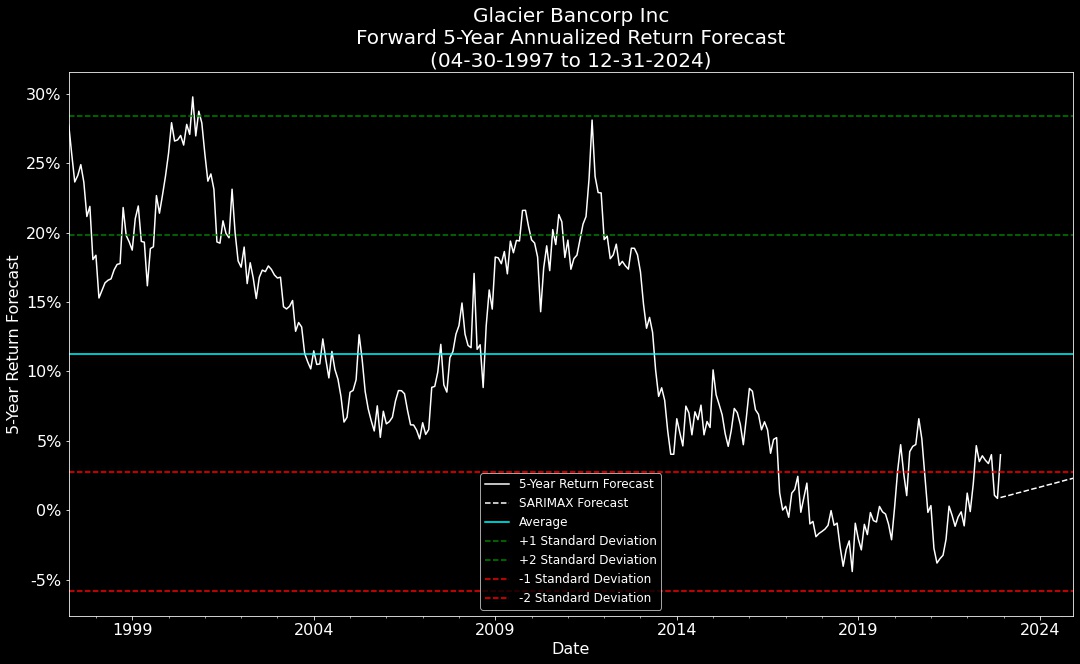 Glacier Bancorp Inc
Forward 5-Year Annualized Return Forecast
(04-30-1997 to 12-31-2024)
5-Year Return Forecast
30%
25%
20%
15%
10%
5%
0%
-5%
5-Year Return Forecast
SARIMAX Forecast
Average
+1 Standard Deviation
+2 Standard Deviation
-1 Standard Deviation
-2 Standard Deviation
1999 2004 2009 2014 2019 2024
Date